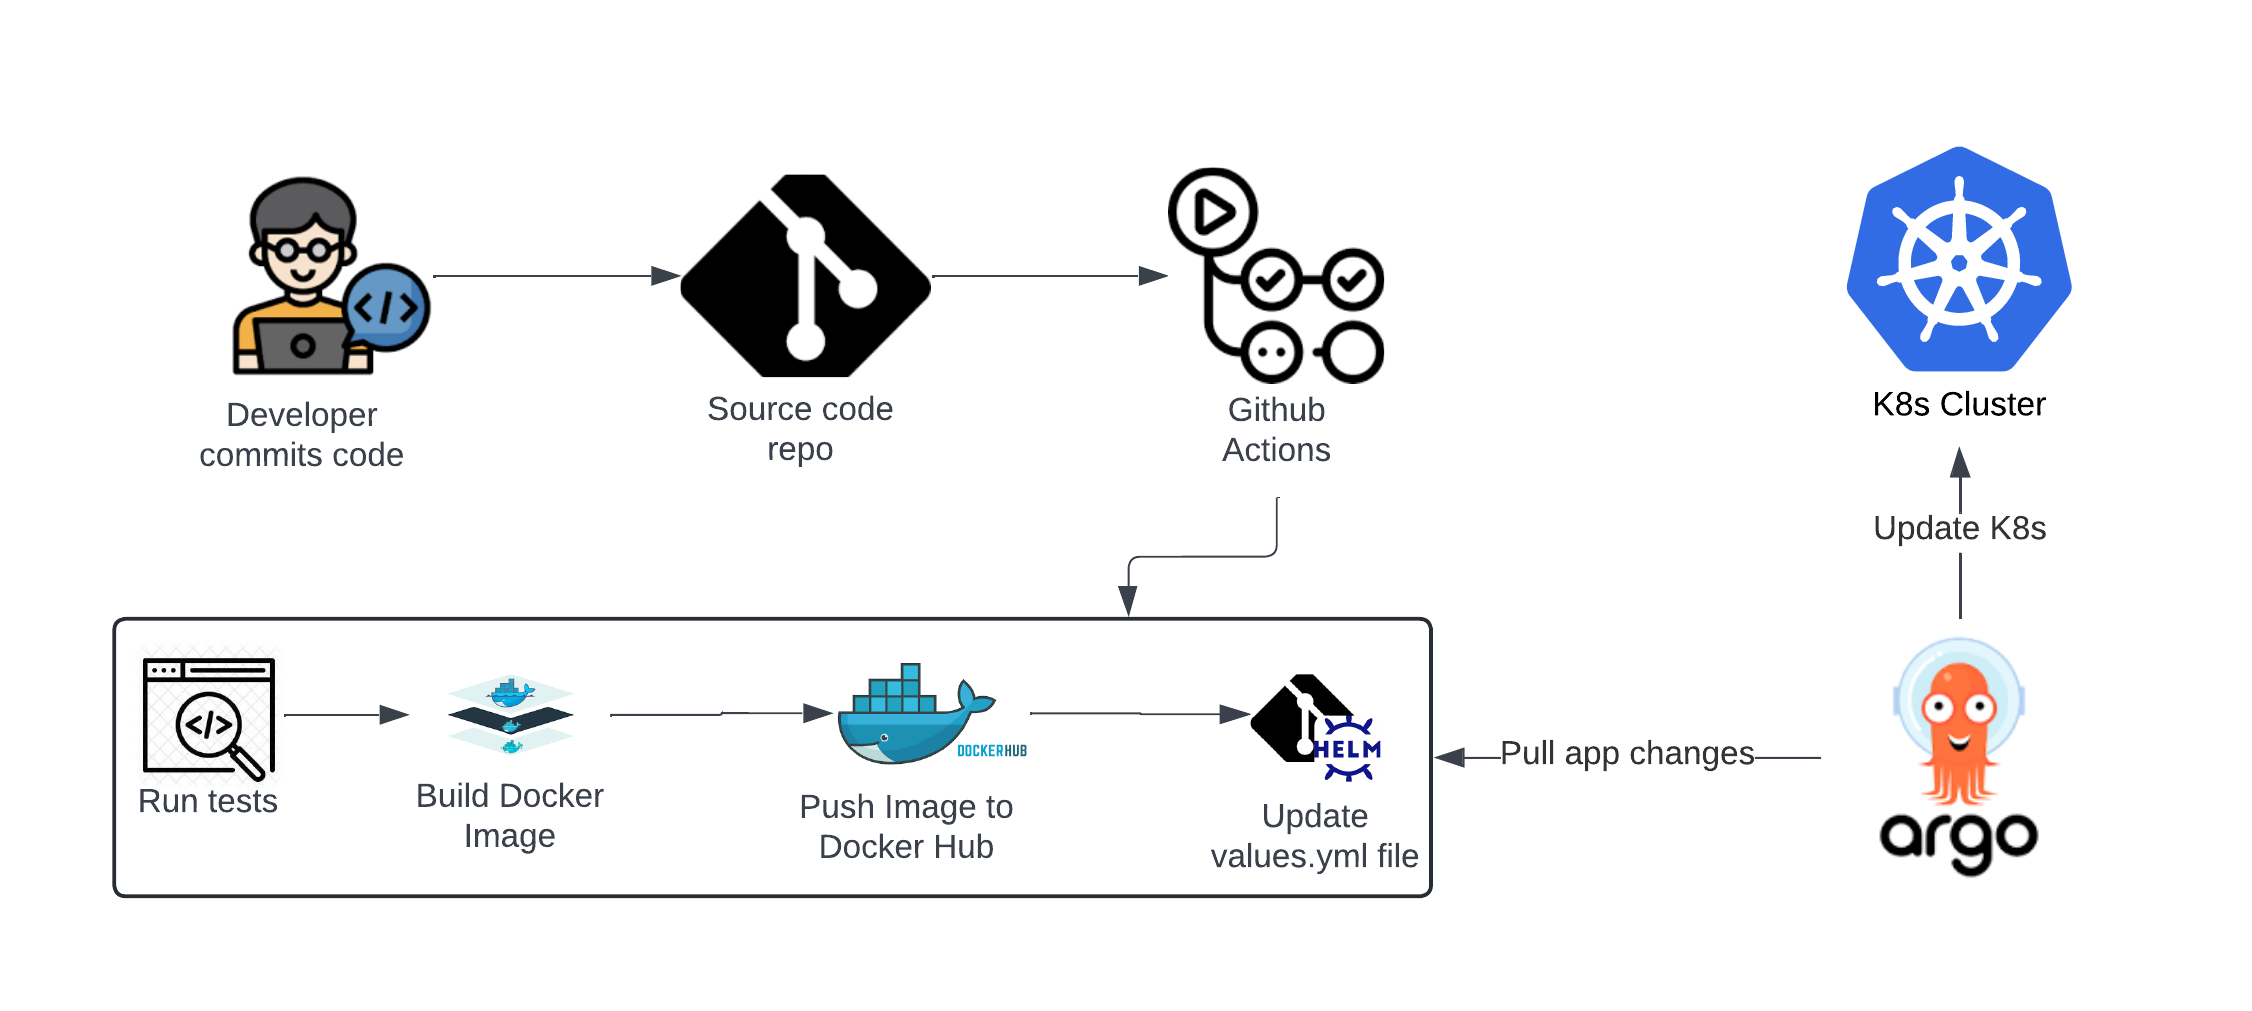 Developer
commits code
Source code
repo
Github
Actions
K8s Cluster
Update K8s
Run tests
Build Docker
Image
DOCKERHUB
Push Image to
Docker Hub
HELM
Update
values.yml file
Pull app changes
argo